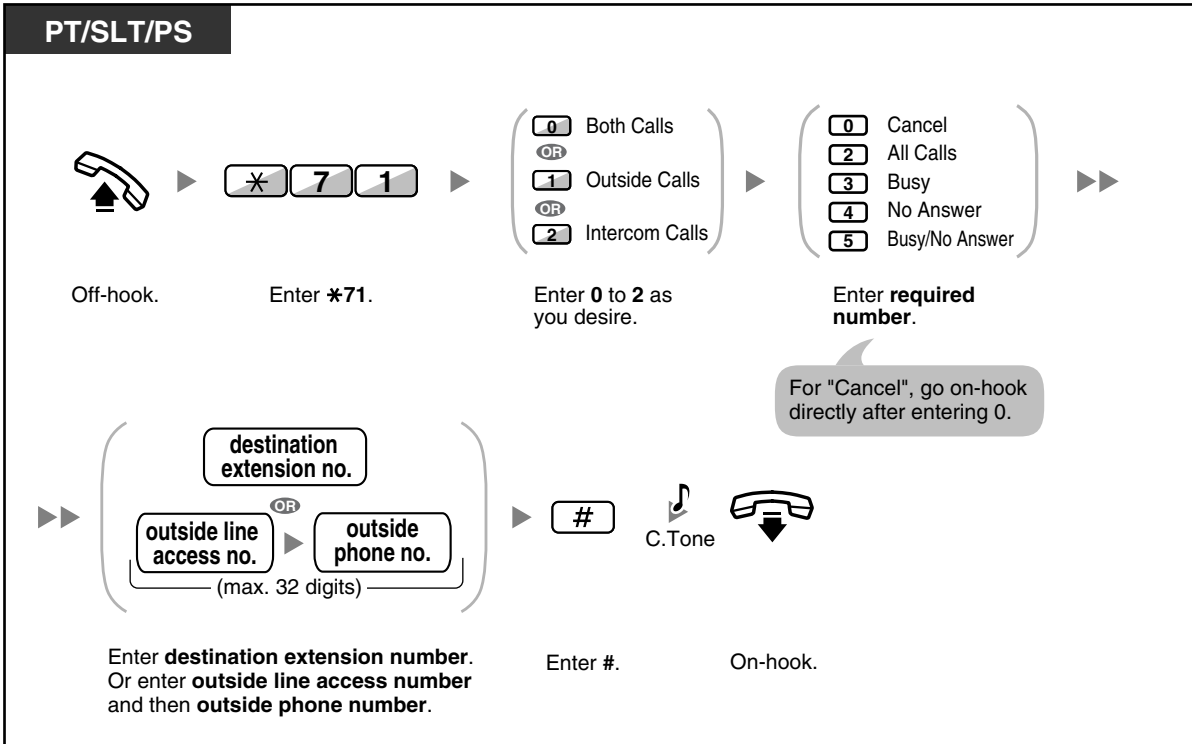 PT/SLT/PS
0 Both Calls
OR
1 Outside Calls
OR
2 Intercom Calls
0 Cancel
2 All Calls
3 Busy
4 No Answer
5 Busy/No Answer
* 7 1
Off-hook.
Enter *71.
Enter 0 to 2 as
you desire.
Enter required
number.
For "Cancel", go on-hook
directly after entering 0.
destination
extension no.
OR
outside line
access no.
outside
phone no.
(max. 32 digits)
#
C.Tone
Enter destination extension number.
Or enter outside line access number
and then outside phone number.
Enter #.
On-hook.